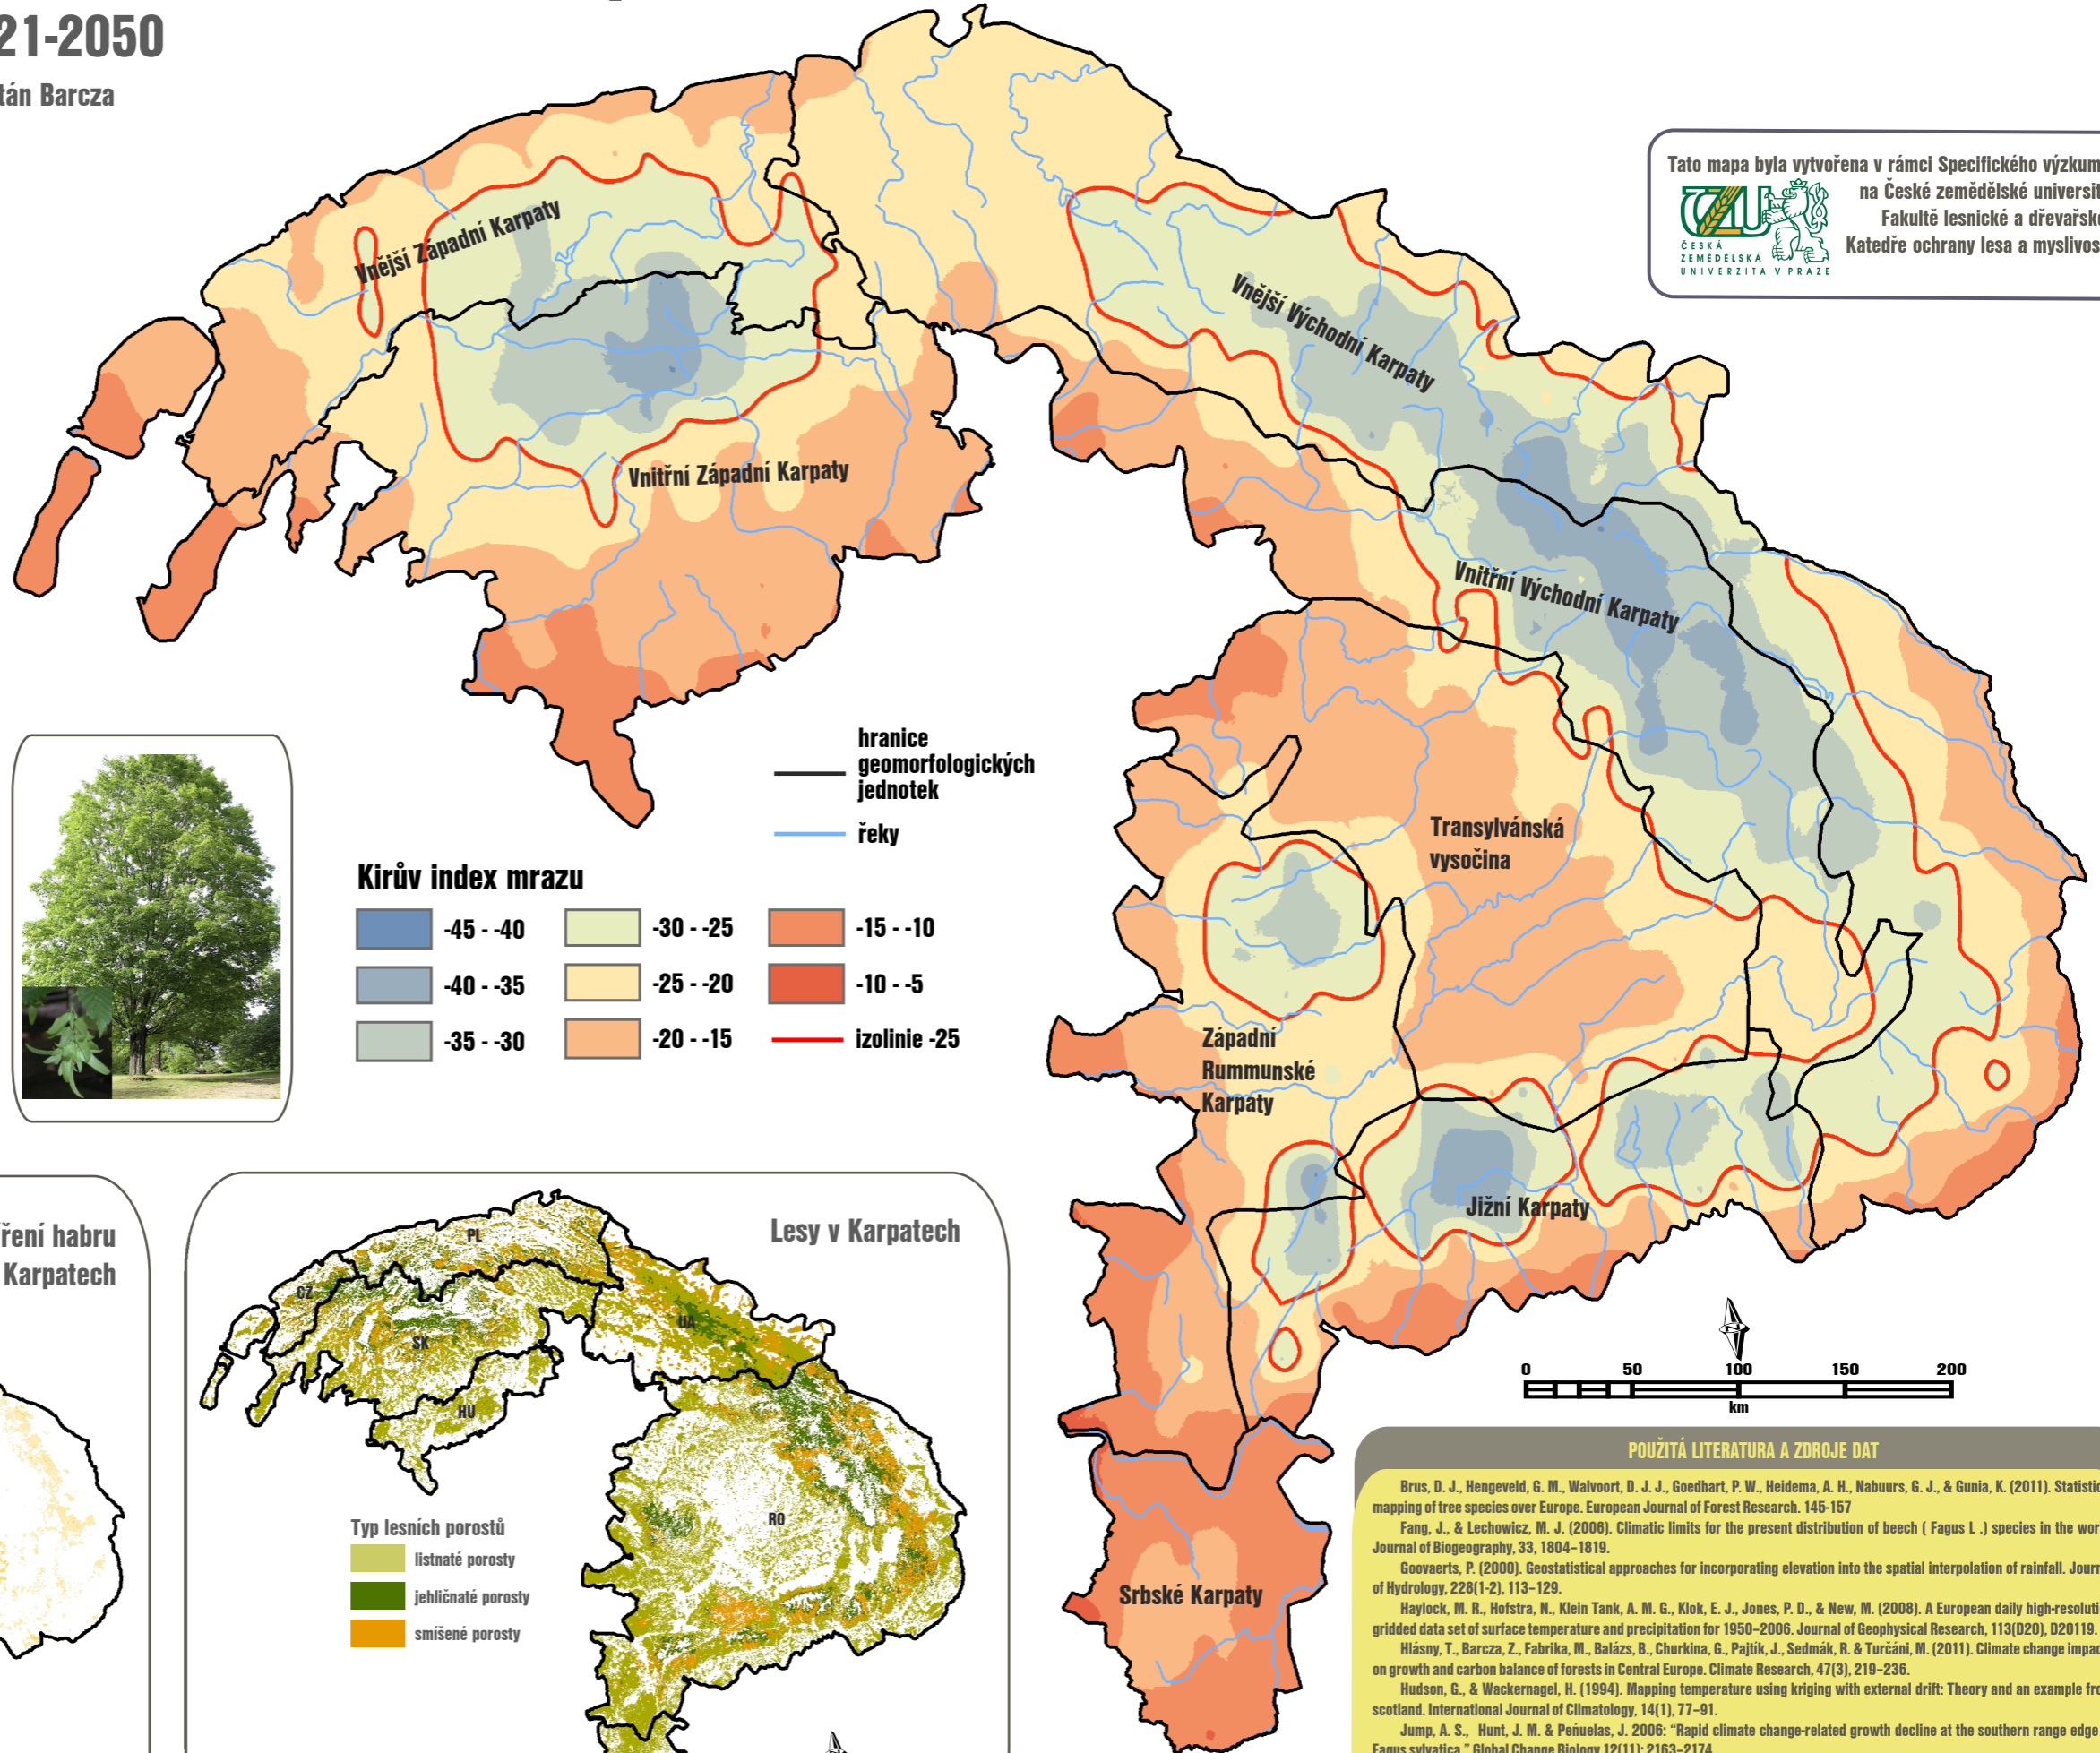 21-2050
tán Barcza
Tato mapa byla vytvořena v rámci Specifického výzkum
na České zemědělské universit
Fakultě lesnické a dřevařsk
Katedře ochrany lesa a myslivos
ČZU
ČESKÁ
ZEMĚDĚLSKÁ
UNIVERZITA V PRAZE
Vnější Západní Karpaty
Vnitřní Západní Karpaty
Vnější Východní Karpaty
Vnitřní Východní Karpaty
Transylvánská
vysočina
Západní
Rummunské
Karpaty
Jižní Karpaty
Srbské Karpaty
hranice
geomorfologických
jednotek
řeky
Kirův index mrazu
-45 - -40
-40 - -35
-35 - -30
-30 - -25
-25 - -20
-20 - -15
-15 - -10
-10 - -5
izolinie -25
ření habru
Karpatech
Lesy v Karpatech
PL
CZ
SK
UA
HU
RO
Typ lesních porostů
listnaté porosty
jehličnaté porosty
smíšené porosty
0 50 100 150 200
km
POUŽITÁ LITERATURA A ZDROJE DAT
Brus, D. J., Hengeveld, G. M., Walvoort, D. J. J., Goedhart, P. W., Heidema, A. H., Nabuurs, G. J., & Gunia, K. (2011). Statistic
mapping of tree species over Europe. European Journal of Forest Research. 145-157
Fang, J., & Lechowicz, M. J. (2006). Climatic limits for the present distribution of beech ( Fagus L .) species in the wor
Journal of Biogeography, 33, 1804–1819.
Goovaerts, P. (2000). Geostatistical approaches for incorporating elevation into the spatial interpolation of rainfall. Journ
of Hydrology, 228(1-2), 113–129.
Haylock, M. R., Hofstra, N., Klein Tank, A. M. G., Klok, E. J., Jones, P. D., & New, M. (2008). A European daily high-resoluti
gridded data set of surface temperature and precipitation for 1950–2006. Journal of Geophysical Research, 113(D20), D20119.
Hlásny, T., Barcza, Z., Fabrika, M., Balázs, B., Churkina, G., Pajtík, J., Sedmák, R. & Turčáni, M. (2011). Climate change impac
on growth and carbon balance of forests in Central Europe. Climate Research, 47(3), 219–236.
Hudson, G., & Wackernagel, H. (1994). Mapping temperature using kriging with external drift: Theory and an example fro
scotland. International Journal of Climatology, 14(1), 77–91.
Jump, A. S., Hunt, J. M. & Peńuelas, J. 2006: “Rapid climate change-related growth decline at the southern range edge
Fagus sylvatica.” Global Change Biology 12(11): 2163–2174